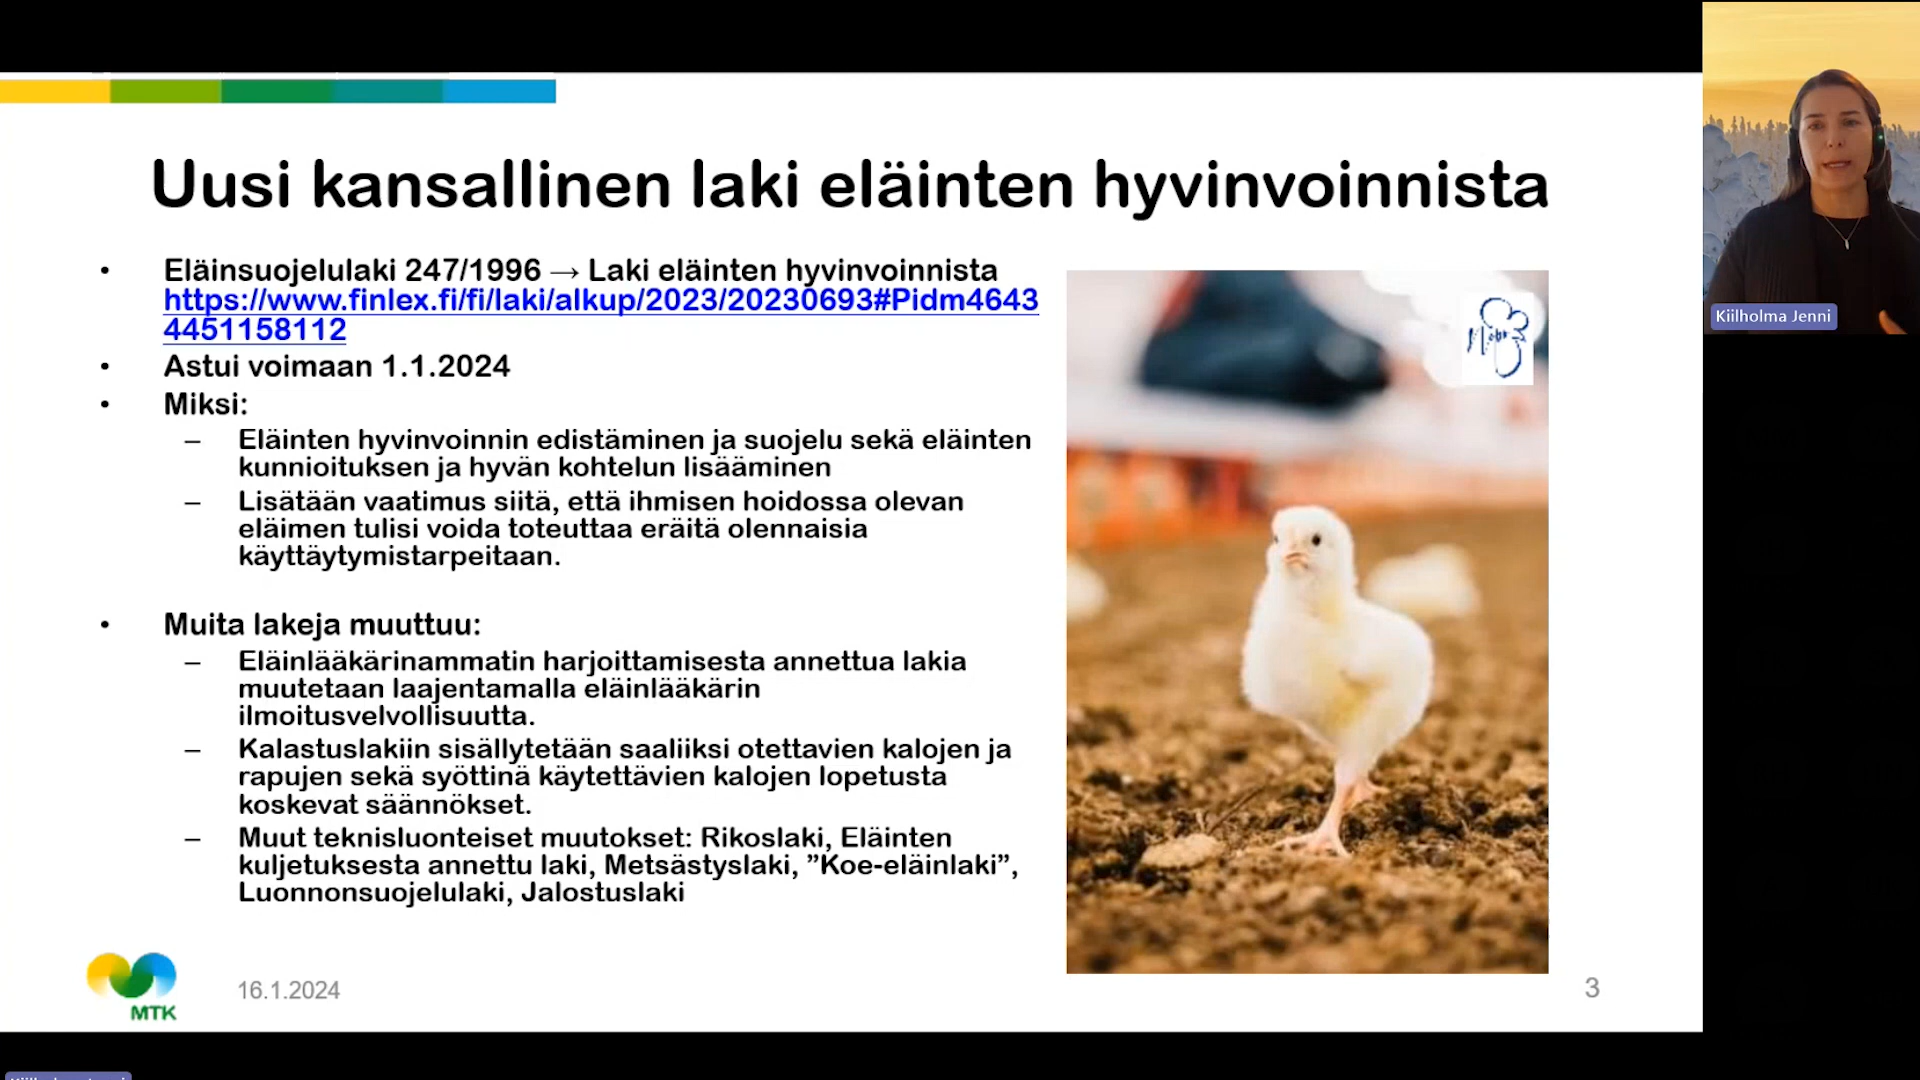 Uusi kansallinen laki eläinten hyvinvoinnista
• Eläinsuojelulaki 247/1996 → Laki eläinten hyvinvoinnista
https://www.finlex.fi/fi/laki/alkup/2023/20230693#Pidm4643
4451158112
• Astui voimaan 1.1.2024
• Miksi:
– Eläinten hyvinvoinnin edistäminen ja suojelu sekä eläinten
kunnioituksen ja hyvän kohtelun lisääminen
– Lisätään vaatimus siitä, että ihmisen hoidossa olevan
eläimen tulisi voida toteuttaa eräitä olennaisia
käyttäytymistarpeitaan.
• Muita lakeja muuttuu:
– Eläinlääkärinammatin harjoittamisesta annettua lakia
muutetaan laajentamalla eläinlääkärin
ilmoitusvelvollisuutta.
– Kalastuslakiin sisällytetään saaliiksi otettavien kalojen ja
rapujen sekä syöttinä käytettävien kalojen lopetusta
koskevat säännökset.
– Muut teknisluonteiset muutokset: Rikoslaki, Eläinten
kuljetuksesta annettu laki, Metsästyslaki, ”Koe-eläinlaki”,
Luonnonsuojelulaki, Jalostuslaki
MTK
16.1.2024
3
Kiilholma Jenni